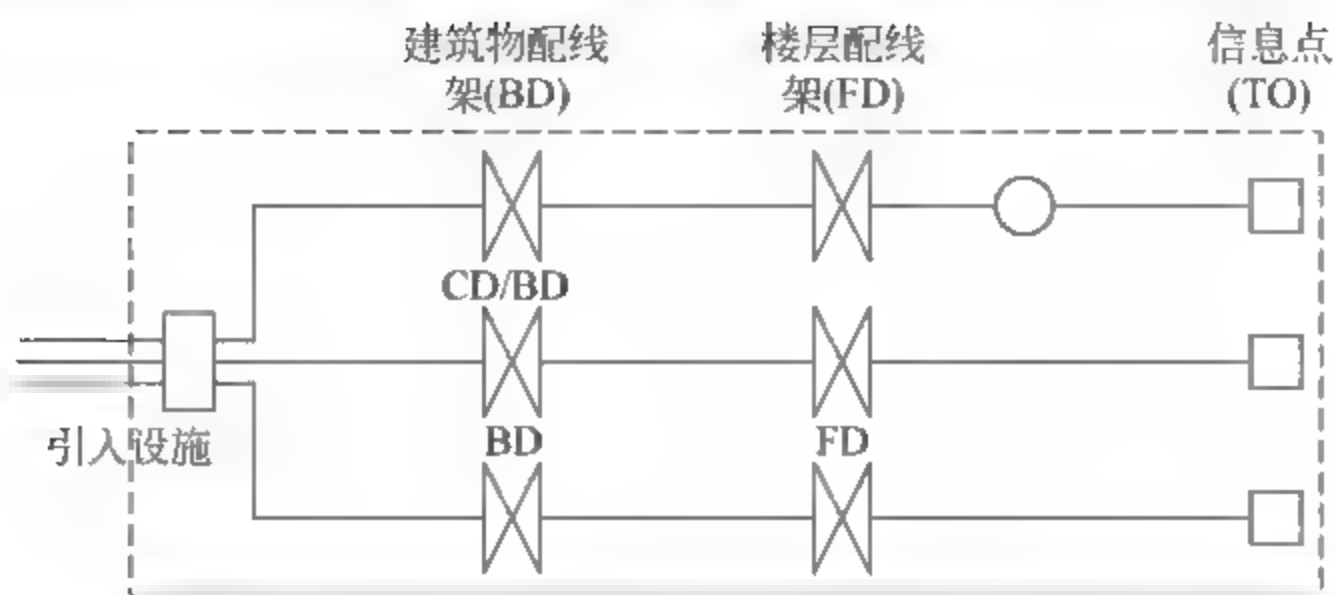 建筑物配线
架(BD)
楼层配线
架(FD)
信息点
(TO)
CD/BD
引入设施
BD
FD